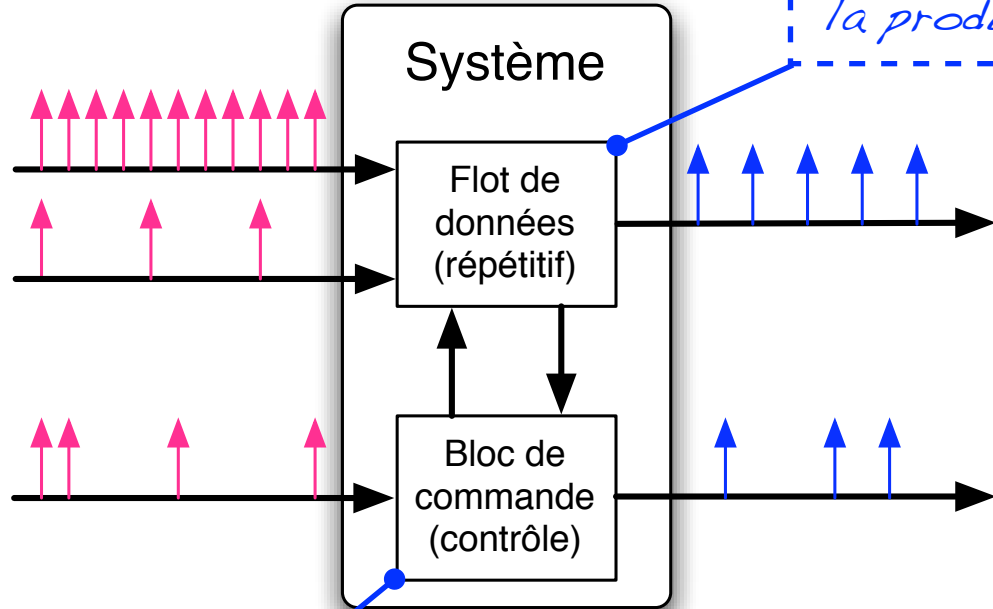 la prod
Système
Flot de
données
(répétitif)
Bloc de
commande
(contrôle)